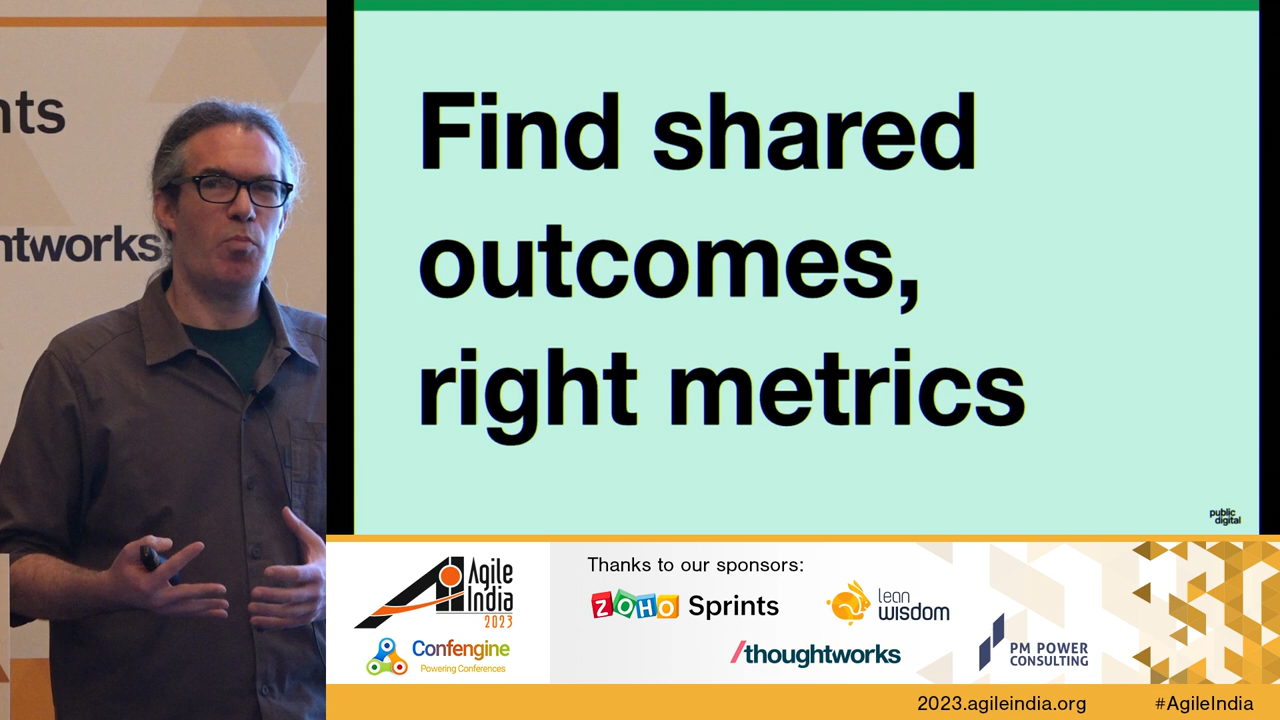 nts
ntworks
Find shared
outcomes,
right metrics
public
digital
Agile
India
2023
Confengine
Powering Conferences
Thanks to our sponsors:
ZOHO Sprints
lean
wisdom
/thoughtworks
PM POWER
CONSULTING
2023.agileindia.org
#AgileIndia